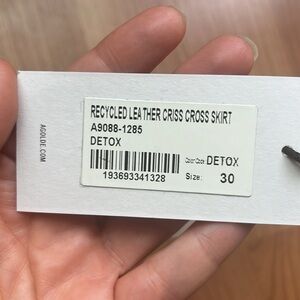 RECYCLED LEATHER CRISS CROSS SKIRT
A9088-1285
DETOX
Color Code: DETOX
193693341328 Size: 30
AGOLDE.COM